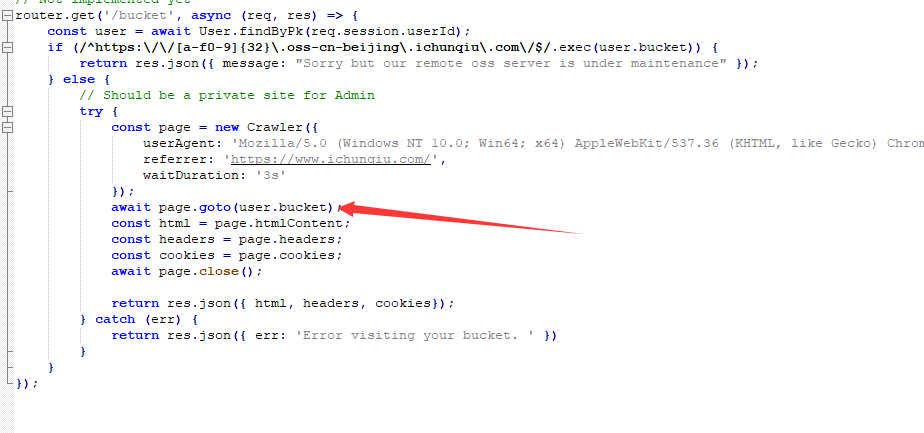 // Not implemented yet
router.get('/bucket', async (req, res) => {
const user = await User.findByPk(req.session.userId);
if (/^https:\/\/[a-f0-9]{32}\.oss-cn-beijing\.ichunqiu\.com\/$/.exec(user.bucket)) {
return res.json({ message: "Sorry but our remote oss server is under maintenance" });
} else {
// Should be a private site for Admin
try {
const page = new Crawler({
userAgent: 'Mozilla/5.0 (Windows NT 10.0; Win64; x64) AppleWebKit/537.36 (KHTML, like Gecko) Chrom
referrer: 'https://www.ichunqiu.com/',
waitDuration: '3s'
});
await page.goto(user.bucket);
const html = page.htmlContent;
const headers = page.headers;
const cookies = page.cookies;
await page.close();
return res.json({ html, headers, cookies});
} catch (err) {
return res.json({ err: 'Error visiting your bucket. ' })
}
}
});